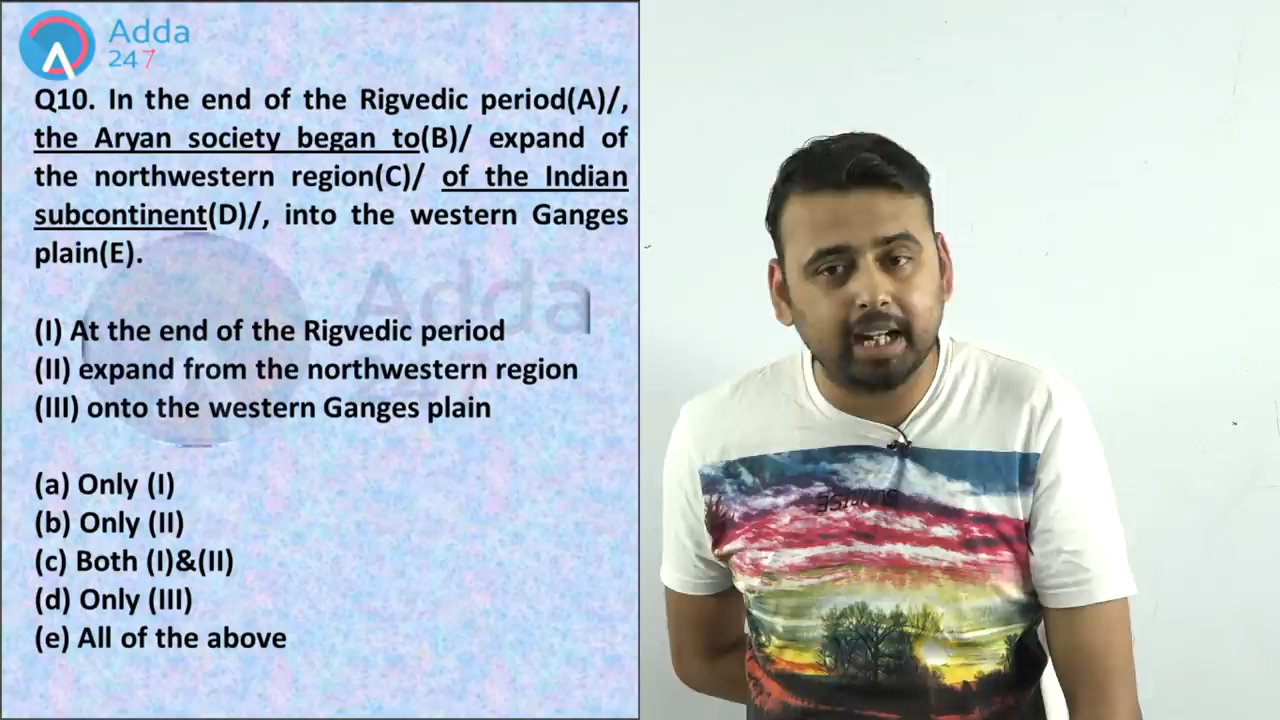 Adda
247
Q10. In the end of the Rigvedic period(A)/,
the Aryan society began to(B)/ expand of
the northwestern region(C)/ of the Indian
subcontinent(D)/, into the western Ganges
plain(E).
Adda
(I) At the end of the Rigvedic period
(II) expand from the northwestern region
(III) onto the western Ganges plain
(a) Only (I)
(b) Only (II)
(c) Both (I)&(II)
(d) Only (III)
(e) All of the above